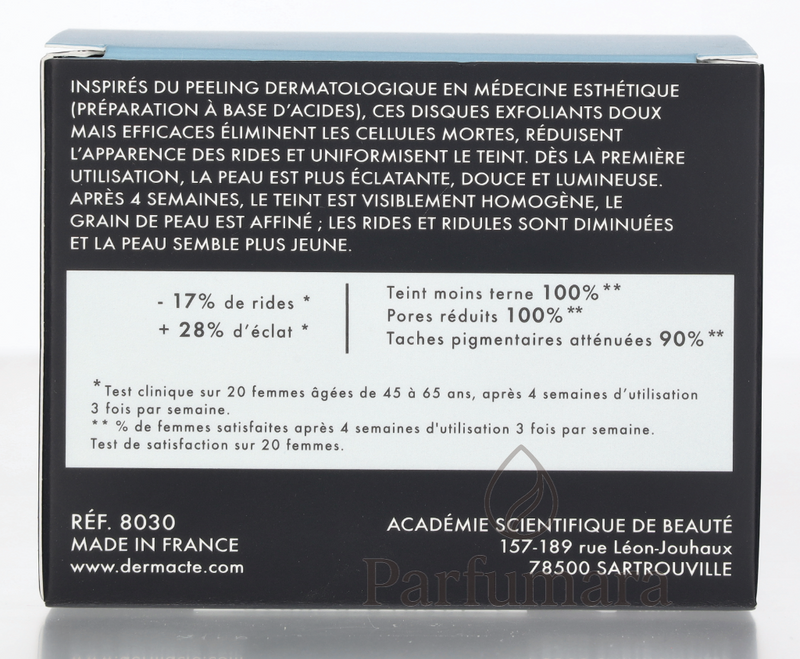 INSPIRÉS DU PEELING DERMATOLOGIQUE EN MÉDECINE ESTHÉTIQUE
(PRÉPARATION À BASE D'ACIDES), CES DISQUES EXFOLIANTS DOUX
MAIS EFFICACES ÉLIMINENT LES CELLULES MORTES, RÉDUISENT
L'APPARENCE DES RIDES ET UNIFORMISENT LE TEINT. DÈS LA PREMIÈRE
UTILISATION, LA PEAU EST PLUS ÉCLATANTE, DOUCE ET LUMINEUSE.
APRÈS 4 SEMAINES, LE TEINT EST VISIBLEMENT HOMOGÈNE, LE
GRAIN DE PEAU EST AFFINÉ ; LES RIDES ET RIDULES SONT DIMINUÉES
ET LA PEAU SEMBLE PLUS JEUNE.
- 17% de rides *
+ 28% d'éclat *
Teint moins terne 100%**
Pores réduits 100%**
Taches pigmentaires atténuées 90%**
*Test clinique sur 20 femmes âgées de 45 à 65 ans, après 4 semaines d'utilisation
3 fois par semaine.
** % de femmes satisfaites après 4 semaines d'utilisation 3 fois par semaine.
Test de satisfaction sur 20 femmes.
RÉF. 8030
MADE IN FRANCE
www.dermacte.com
ACADÉMIE SCIENTIFIQUE DE BEAUTÉ
157-189 rue Léon-Jouhaux
78500 SARTROUVILLE
Parfumara